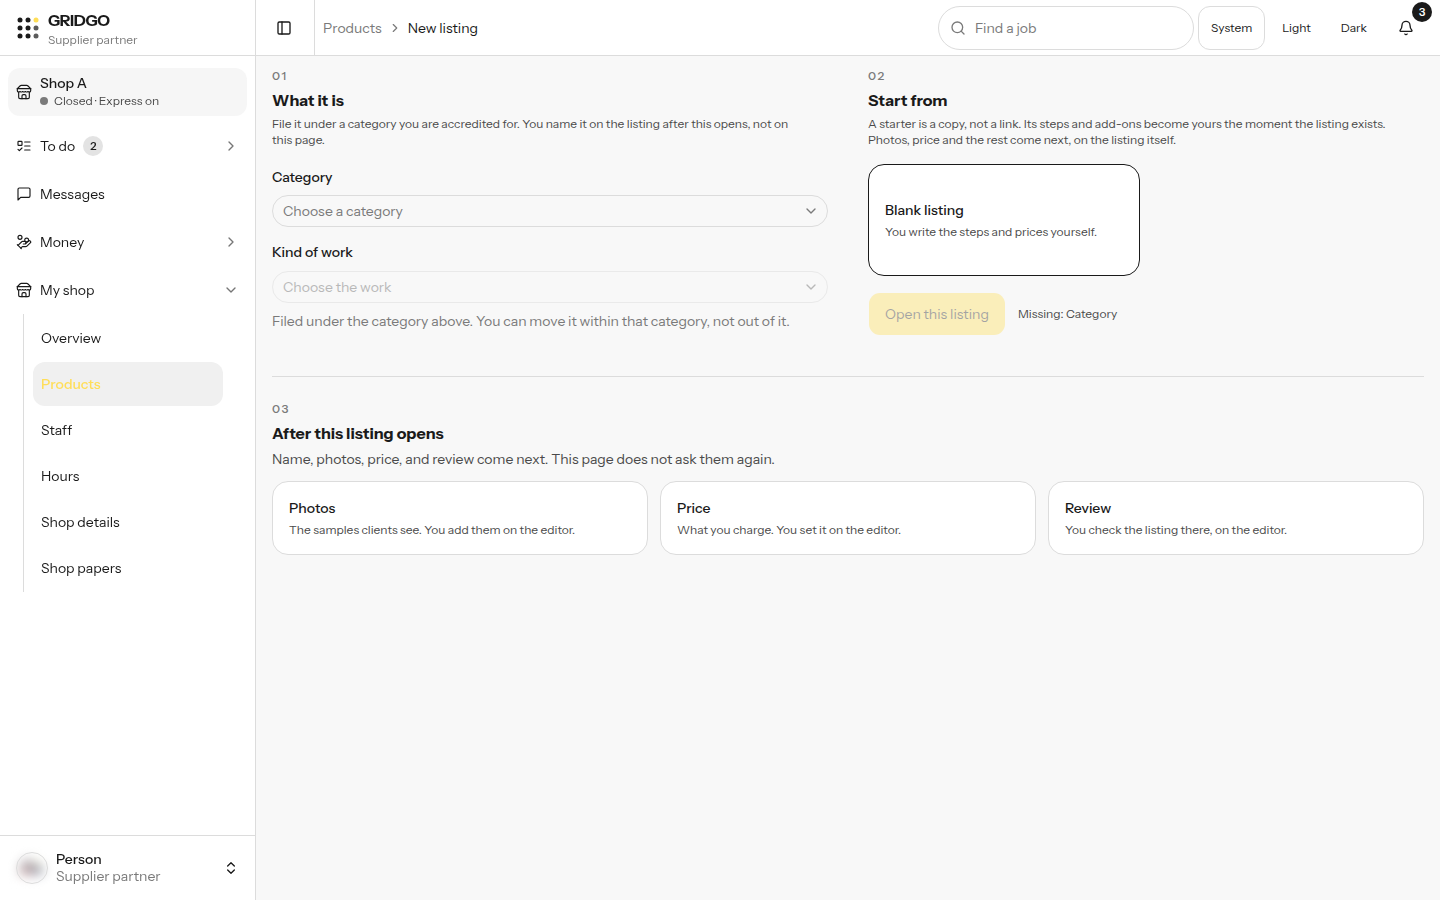 GRIDGO
Supplier partner
Products
New listing
Find a job
System
Light
Dark
3
Shop A
Closed · Express on
To do
2
Messages
Money
My shop
Overview
Products
Staff
Hours
Shop details
Shop papers
Person
Supplier partner
01
What it is
File it under a category you are accredited for. You name it on the listing after this opens, not on
this page.
Category
Choose a category
Kind of work
Choose the work
Filed under the category above. You can move it within that category, not out of it.
02
Start from
A starter is a copy, not a link. Its steps and add-ons become yours the moment the listing exists.
Photos, price and the rest come next, on the listing itself.
Blank listing
You write the steps and prices yourself.
Open this listing
Missing: Category
03
After this listing opens
Name, photos, price, and review come next. This page does not ask them again.
Photos
The samples clients see. You add them on the editor.
Price
What you charge. You set it on the editor.
Review
You check the listing there, on the editor.